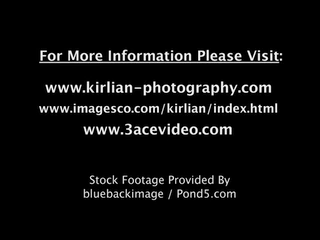 For More Information Please Visit:
www.kirlian-photography.com
www.imagesco.com/kirlian/index.html
www.3acevideo.com
Stock Footage Provided By
bluebackimage / Pond5.com